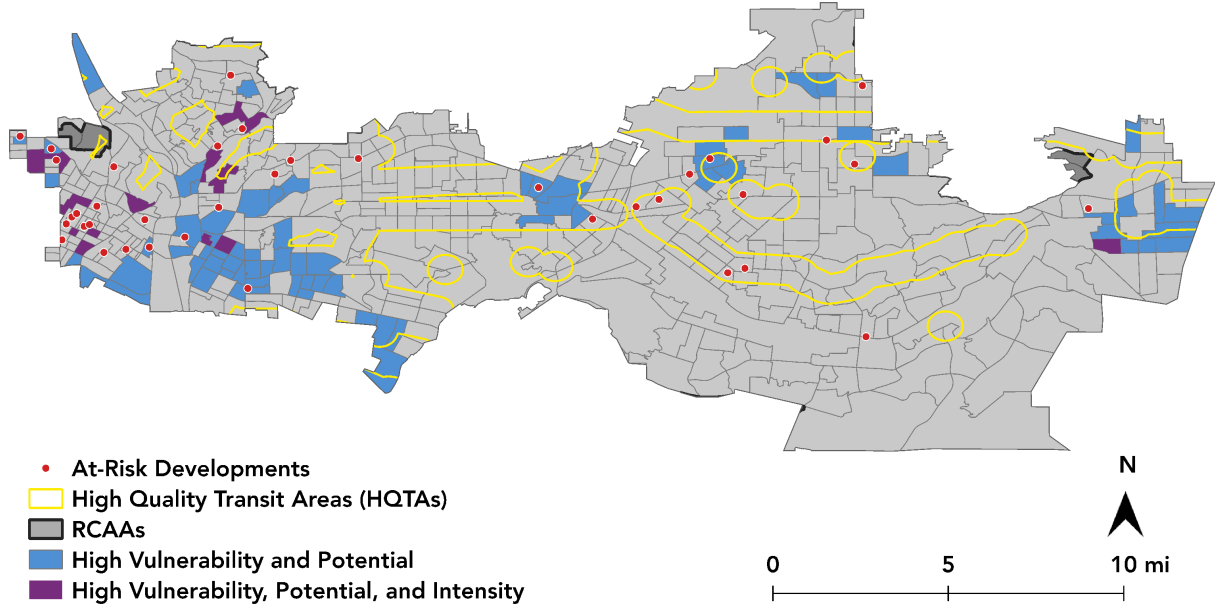 At-Risk Developments
High Quality Transit Areas (HQTAs)
RCAAs
High Vulnerability and Potential
High Vulnerability, Potential, and Intensity
N
0 5 10 mi